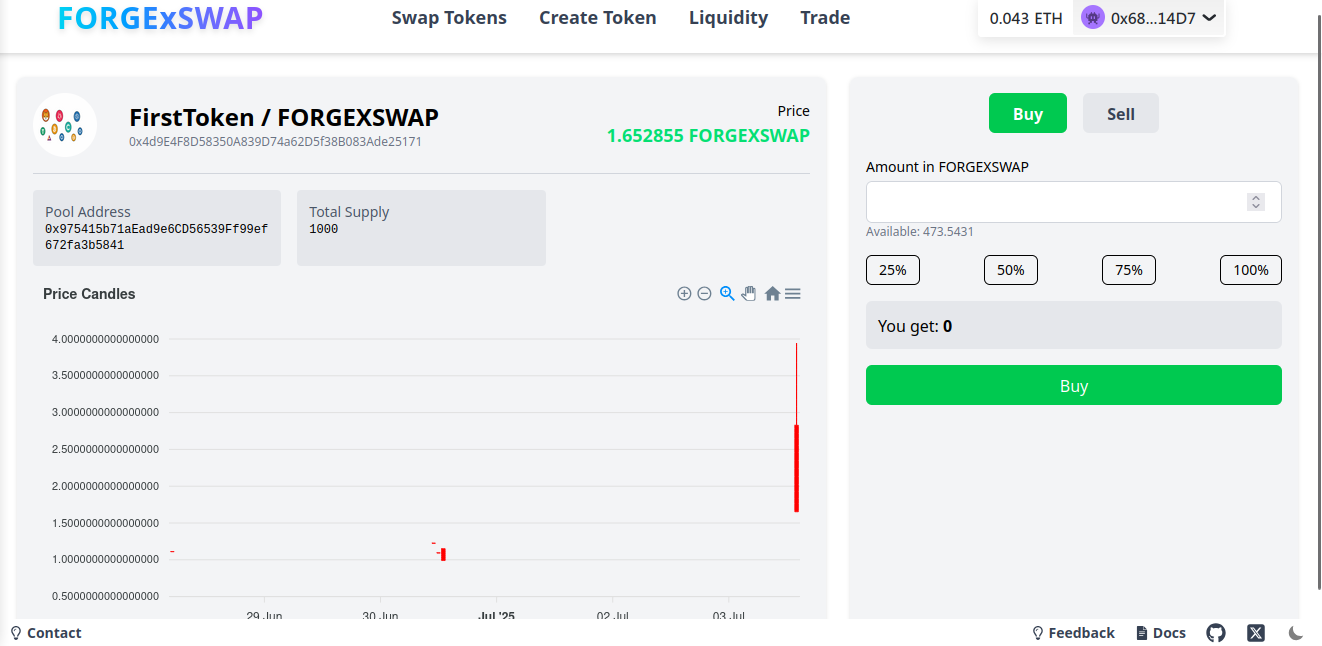 FORGExSWAP
Swap Tokens
Create Token
Liquidity
Trade
0.043 ETH
0x68...14D7
FirstToken / FORGEXSWAP
0x4d9E4F8D58350A839D74a62D5f38B083Ade25171
Price
1.652855 FORGEXSWAP
Pool Address
0x975415b71aEad9e6CD56539Ff99ef
672fa3b5841
Total Supply
1000
Price Candles
4.0000000000000000
3.5000000000000000
3.0000000000000000
2.5000000000000000
2.0000000000000000
1.5000000000000000
1.0000000000000000
0.5000000000000000
29 Jun
30 Jun
Jul '25
02 Jul
03 Jul
Buy
Sell
Amount in FORGEXSWAP
Available: 473.5431
25%
50%
75%
100%
You get: 0
Buy
Contact
Feedback
Docs